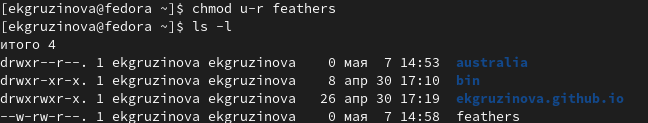 [ekgruzinova@fedora ~]$ chmod u-r feathers
[ekgruzinova@fedora ~]$ ls -l
итого 4
drwxr--r--. 1 ekgruzinova ekgruzinova  0 мая  7 14:53 australia
drwxr-xr-x. 1 ekgruzinova ekgruzinova  8 апр 30 17:10 bin
drwxrwxr-x. 1 ekgruzinova ekgruzinova 26 апр 30 17:19 ekgruzinova.github.io
--w-rw-r--. 1 ekgruzinova ekgruzinova  0 мая  7 14:58 feathers